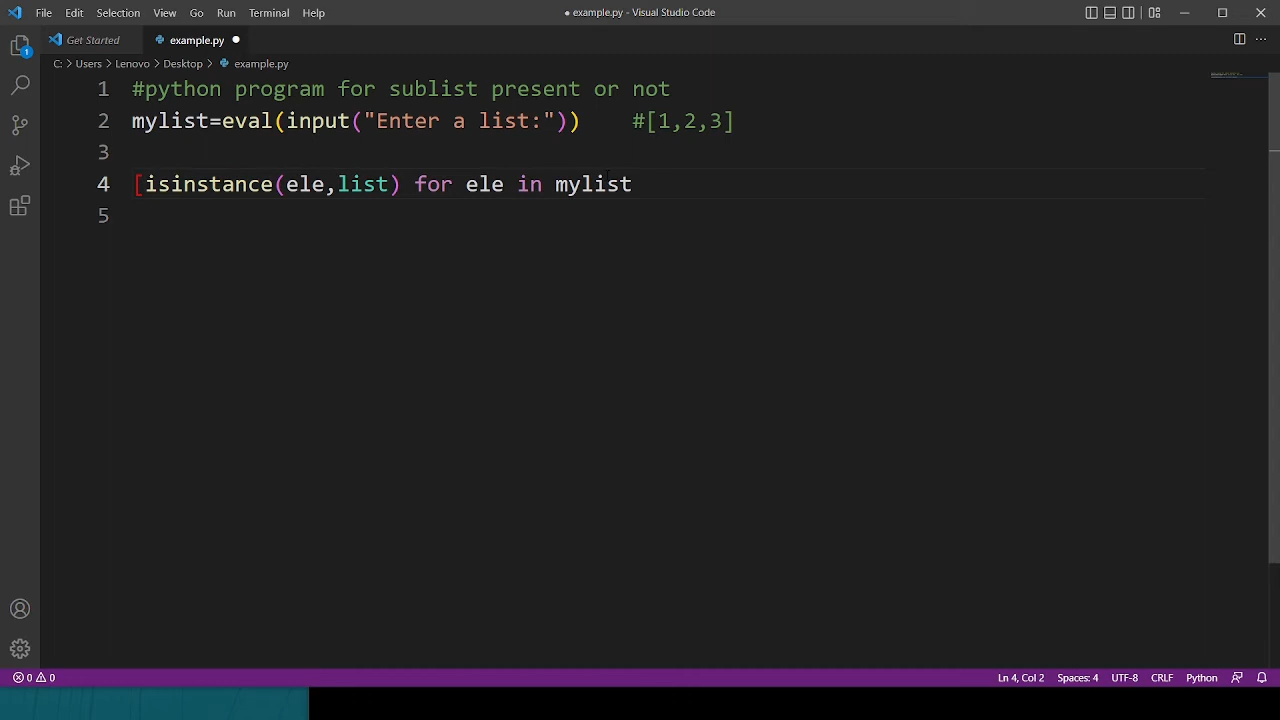 File Edit Selection View Go Run Terminal Help ● example.py - Visual Studio Code
Get Started example.py ●
C: > Users > Lenovo > Desktop > example.py
1 #python program for sublist present or not
2 mylist=eval(input("Enter a list:")) #[1,2,3]
3
4 [isinstance(ele,list) for ele in mylist
5
1
0 0 Ln 4, Col 2 Spaces: 4 UTF-8 CRLF Python